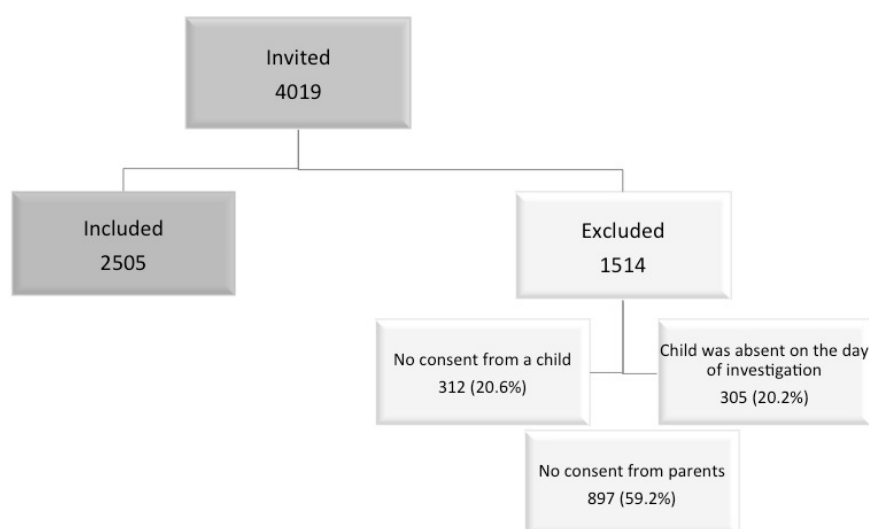 Invited
4019
Included
2505
Excluded
1514
No consent from a child
312 (20.6%)
Child was absent on the day
of investigation
305 (20.2%)
No consent from parents
897 (59.2%)